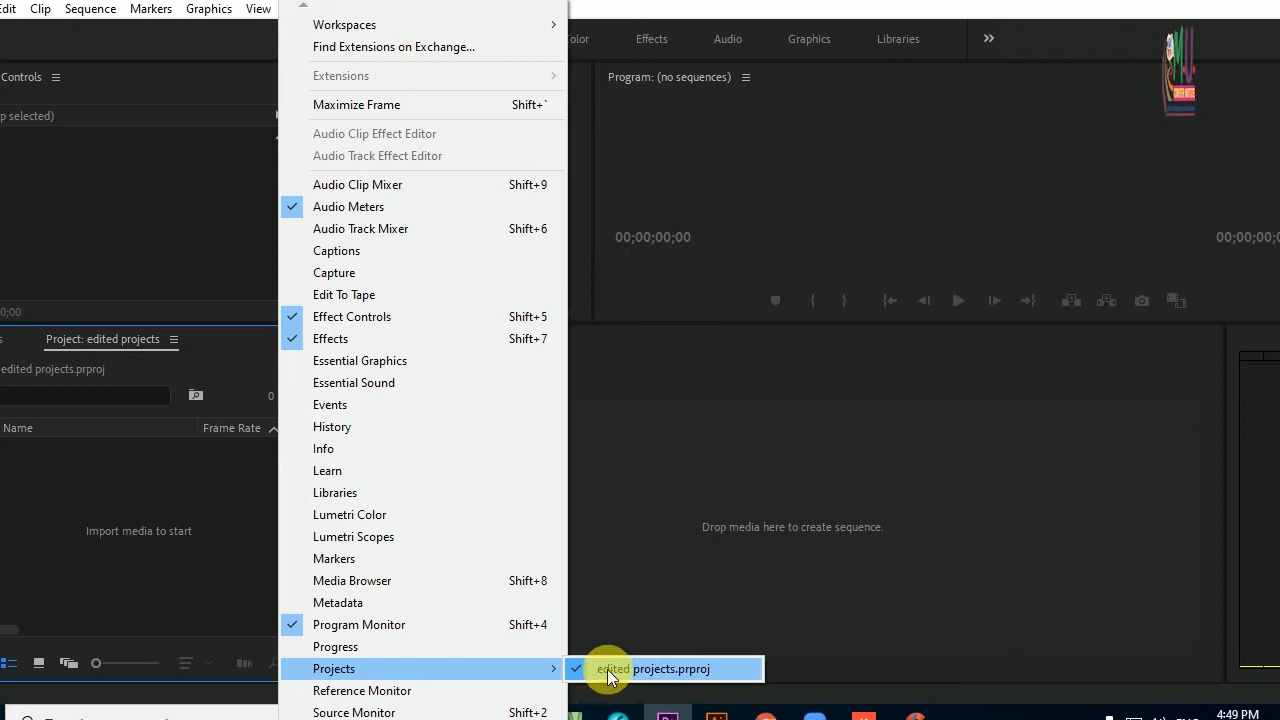 Edit Clip Sequence Markers Graphics View
Workspaces
Find Extensions on Exchange...
Extensions
Maximize Frame Shift+`
Audio Clip Effect Editor
Audio Track Effect Editor
Audio Clip Mixer Shift+9
Audio Meters
Audio Track Mixer Shift+6
Captions
Capture
Edit To Tape
Effect Controls Shift+5
Effects Shift+7
Essential Graphics
Essential Sound
Events
History
Info
Learn
Libraries
Lumetri Color
Lumetri Scopes
Markers
Media Browser Shift+8
Metadata
Program Monitor Shift+4
Progress
Projects
edited projects.prproj
Reference Monitor
Source Monitor Shift+2
Color Effects Audio Graphics Libraries
M.U.
Controls
p selected)
;00
Project: edited projects
edited projects.prproj
0
Name Frame Rate
Import media to start
Program: (no sequences)
00;00;00;00 00;00;00;0
Drop media here to create sequence.
4:49 PM